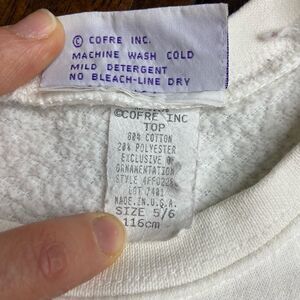 © COFRE INC.
MACHINE WASH COLD
MILD DETERGENT
NO BLEACH-LINE DRY
©COFRE INC
TOP
80% COTTON
20% POLYESTER
EXCLUSIVE OF
ORNAMENTATION
STYLE
LOT 7401
MADE.IN.U.S.A.
SIZE 5/6
116cm